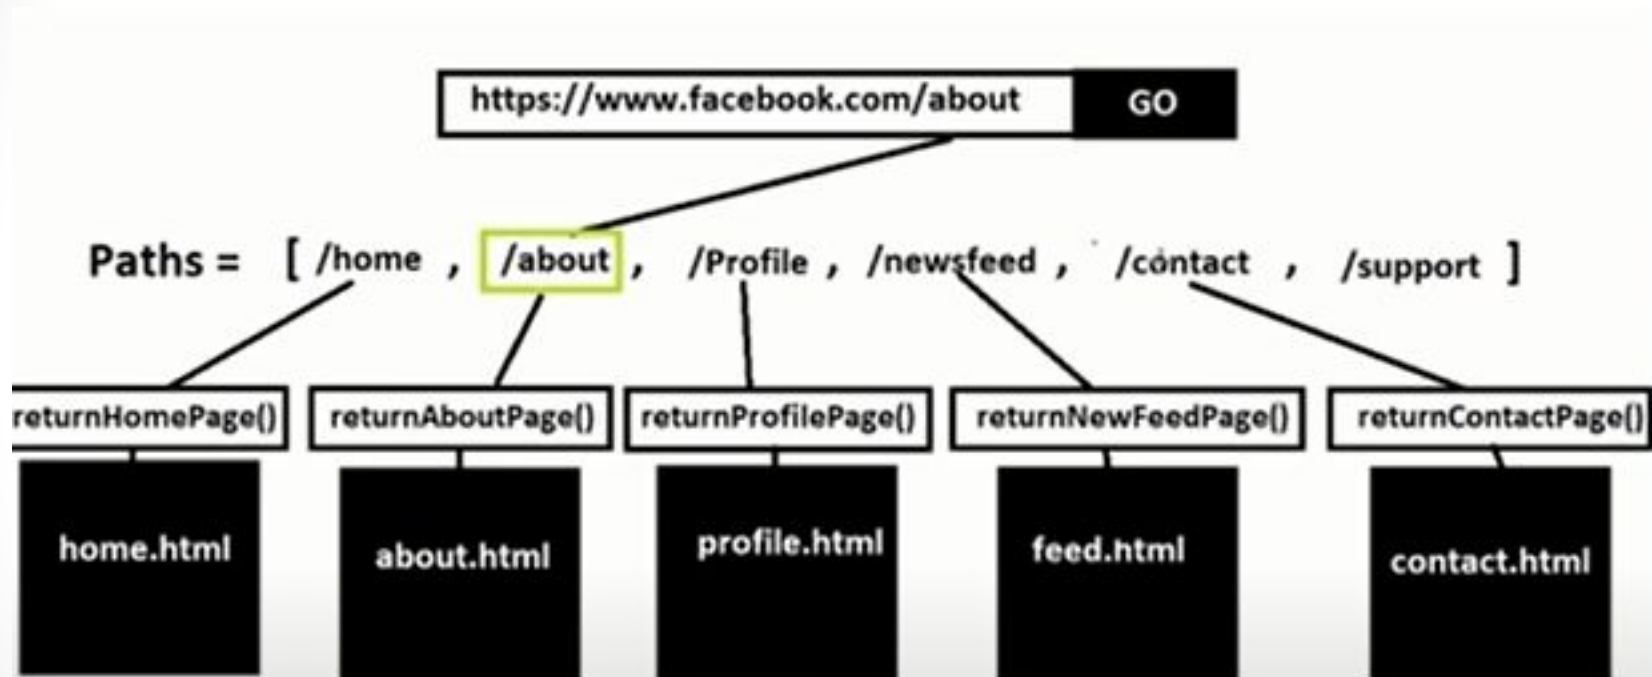 https://www.facebook.com/about GO
Paths = [ /home , /about , /Profile , /newsfeed , /contact , /support ]
returnHomePage() returnAboutPage() returnProfilePage() returnNewFeedPage() returnContactPage()
home.html about.html profile.html feed.html contact.html